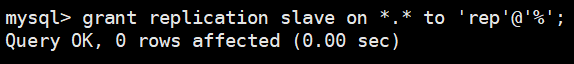 mysql> grant replication slave on *.* to 'rep'@'%';
Query OK, 0 rows affected (0.00 sec)